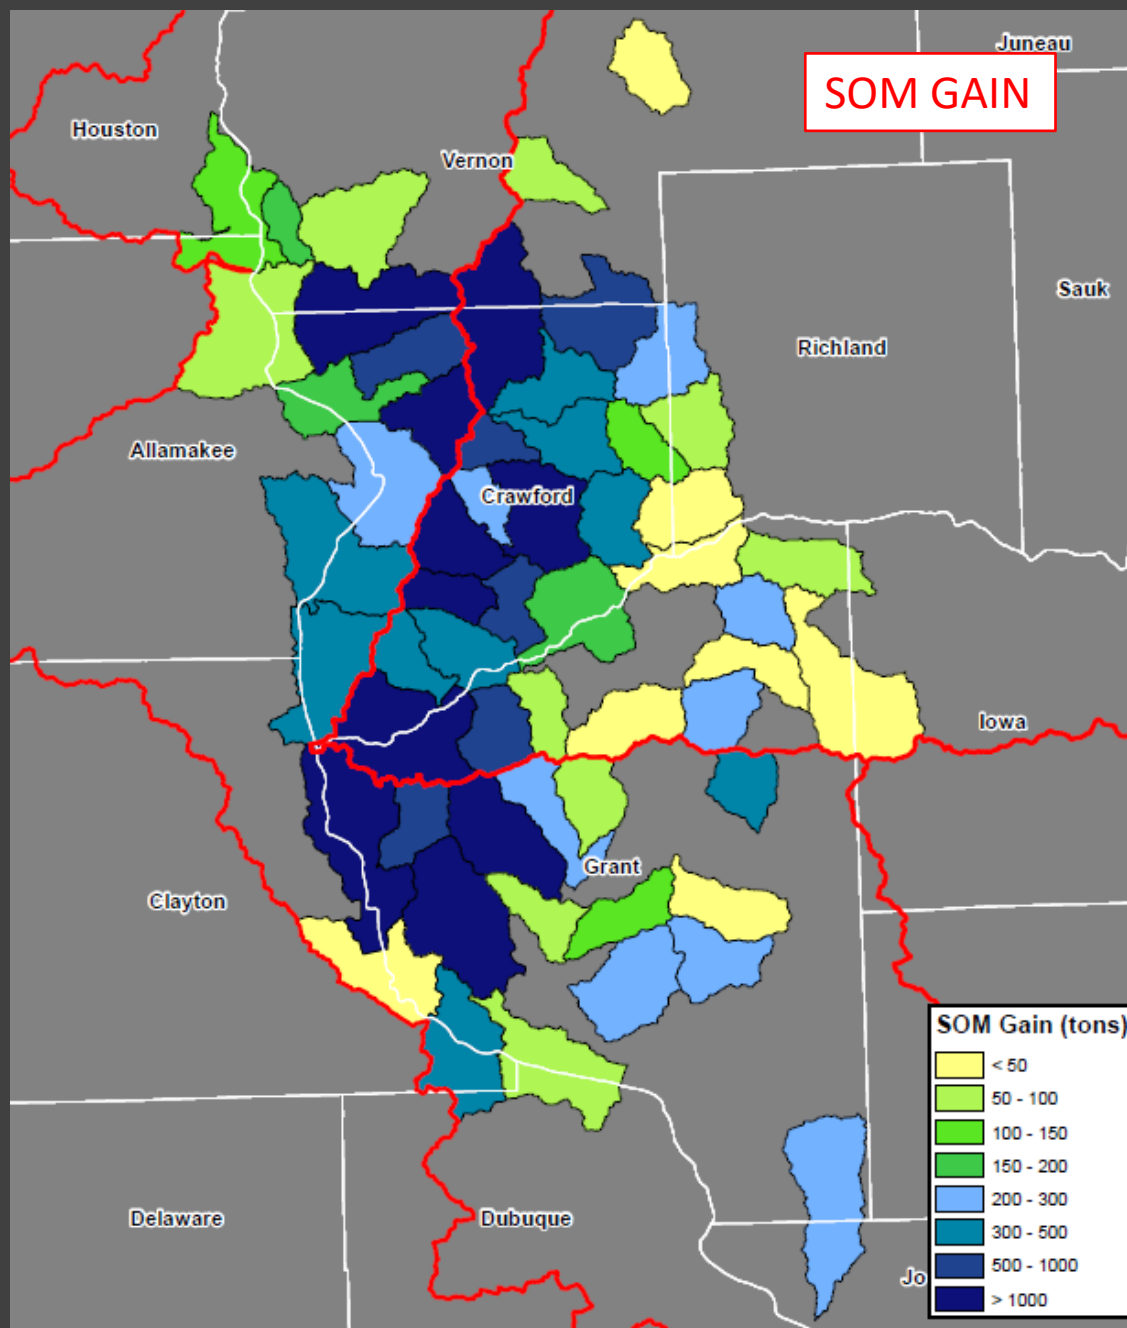 Juneau
SOM GAIN
Houston
Vernon
Sauk
Richland
Allamakee
Crawford
Iowa
Grant
Clayton
SOM Gain (tons)
< 50
50 - 100
100 - 150
150 - 200
200 - 300
300 - 500
500 - 1000
> 1000
Delaware
Dubuque
Jo